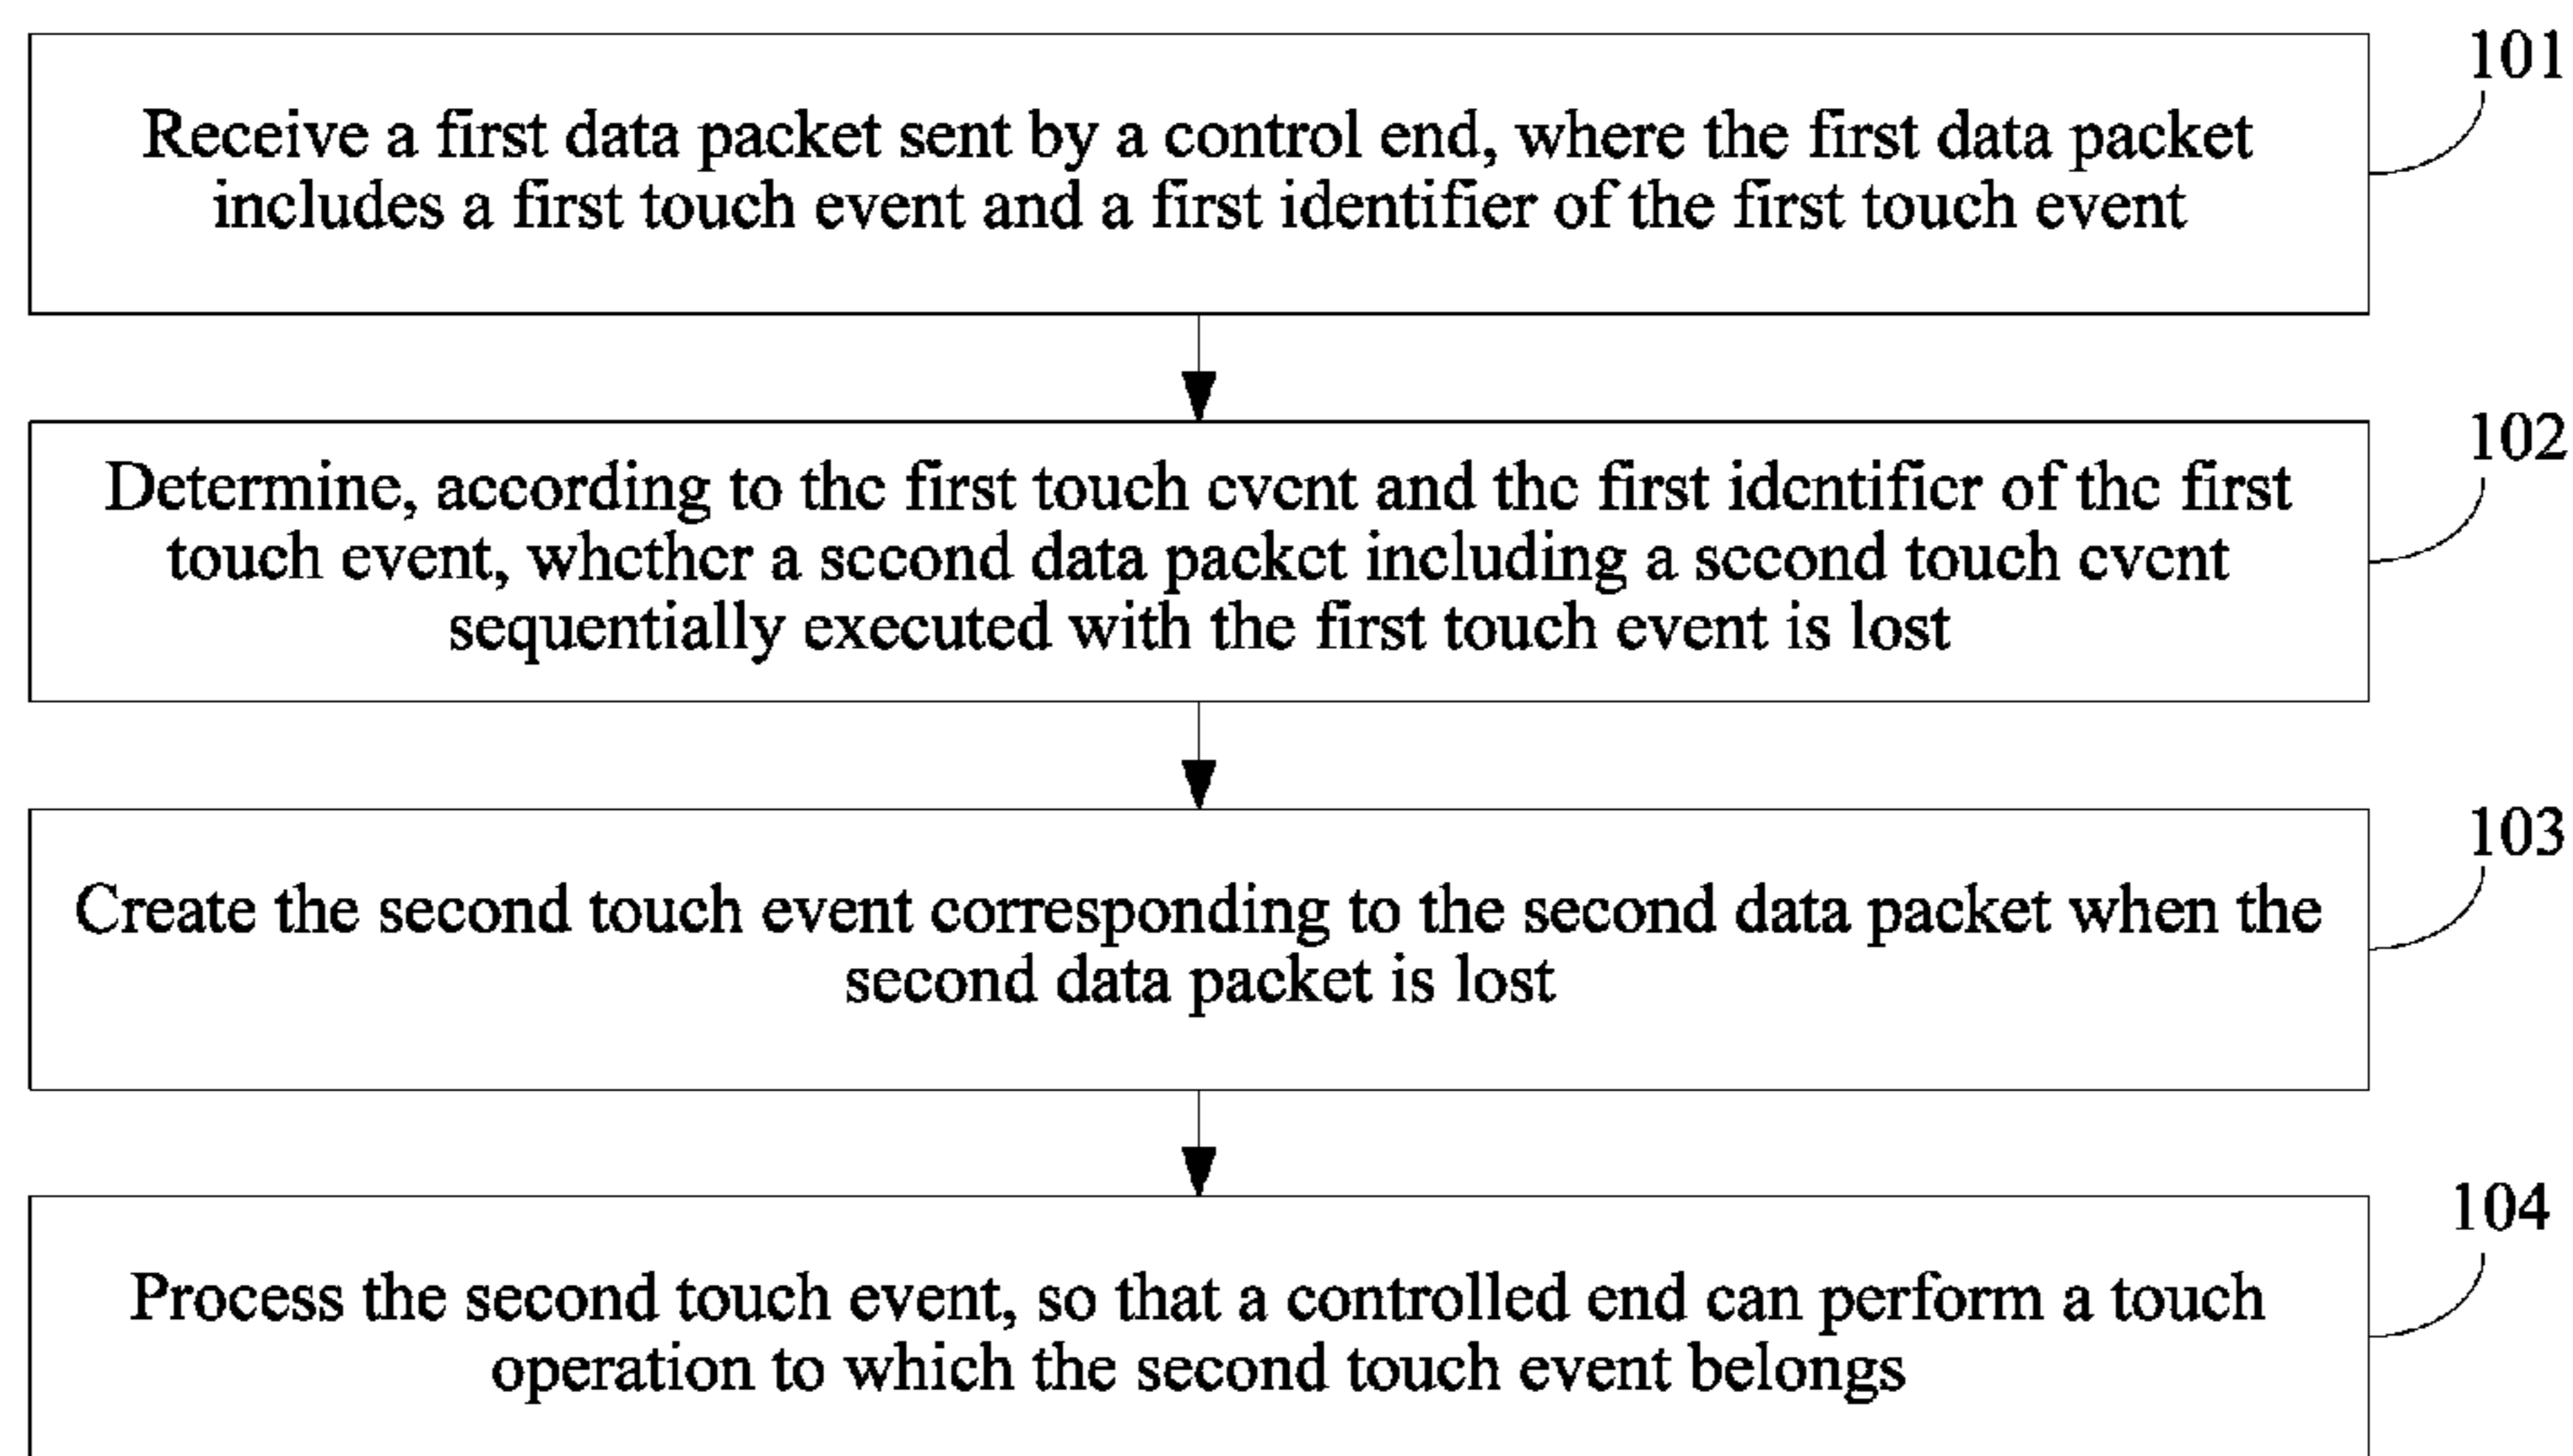 101
Receive a first data packet sent by a control end, where the first data packet
includes a first touch event and a first identifier of the first touch event
102
Determine, according to the first touch event and the first identifier of the first
touch event, whether a second data packet including a second touch event
sequentially executed with the first touch event is lost
103
Create the second touch event corresponding to the second data packet when the
second data packet is lost
104
Process the second touch event, so that a controlled end can perform a touch
operation to which the second touch event belongs